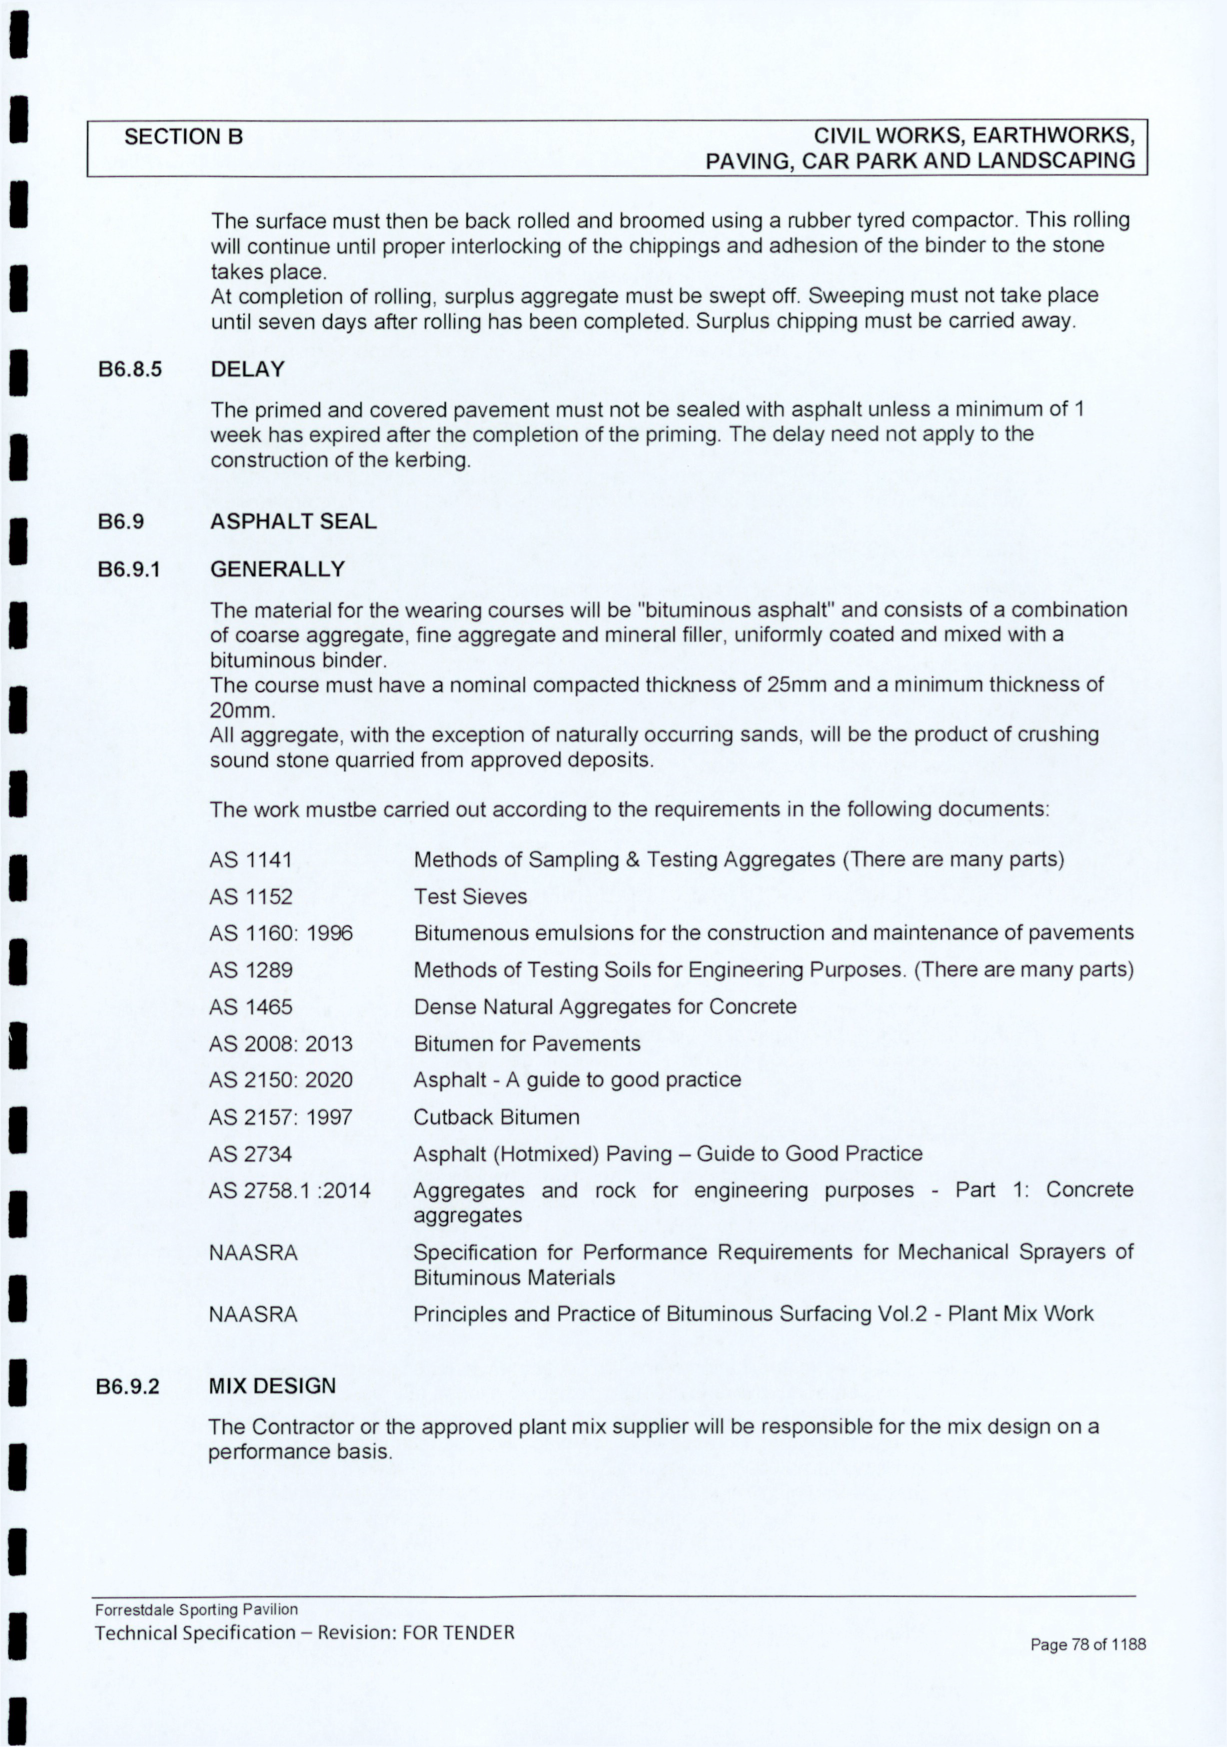 SECTION B
CIVIL WORKS, EARTHWORKS,
PAVING, CAR PARK AND LANDSCAPING
The surface must then be back rolled and broomed using a rubber tyred compactor. This rolling
will continue until proper interlocking of the chippings and adhesion of the binder to the stone
takes place.
At completion of rolling, surplus aggregate must be swept off. Sweeping must not take place
until seven days after rolling has been completed. Surplus chipping must be carried away.
B6.8.5 DELAY
The primed and covered pavement must not be sealed with asphalt unless a minimum of 1
week has expired after the completion of the priming. The delay need not apply to the
construction of the kerbing.
B6.9 ASPHALT SEAL
B6.9.1 GENERALLY
The material for the wearing courses will be "bituminous asphalt" and consists of a combination
of coarse aggregate, fine aggregate and mineral filler, uniformly coated and mixed with a
bituminous binder.
The course must have a nominal compacted thickness of 25mm and a minimum thickness of
20mm.
All aggregate, with the exception of naturally occurring sands, will be the product of crushing
sound stone quarried from approved deposits.
The work mustbe carried out according to the requirements in the following documents:
AS 1141 Methods of Sampling & Testing Aggregates (There are many parts)
AS 1152 Test Sieves
AS 1160: 1996 Bitumenous emulsions for the construction and maintenance of pavements
AS 1289 Methods of Testing Soils for Engineering Purposes. (There are many parts)
AS 1465 Dense Natural Aggregates for Concrete
AS 2008: 2013 Bitumen for Pavements
AS 2150: 2020 Asphalt - A guide to good practice
AS 2157: 1997 Cutback Bitumen
AS 2734 Asphalt (Hotmixed) Paving – Guide to Good Practice
AS 2758.1 :2014 Aggregates and rock for engineering purposes - Part 1: Concrete
aggregates
NAASRA Specification for Performance Requirements for Mechanical Sprayers of
Bituminous Materials
NAASRA Principles and Practice of Bituminous Surfacing Vol.2 - Plant Mix Work
B6.9.2 MIX DESIGN
The Contractor or the approved plant mix supplier will be responsible for the mix design on a
performance basis.
Forrestdale Sporting Pavilion
Technical Specification – Revision: FOR TENDER
Page 78 of 1188